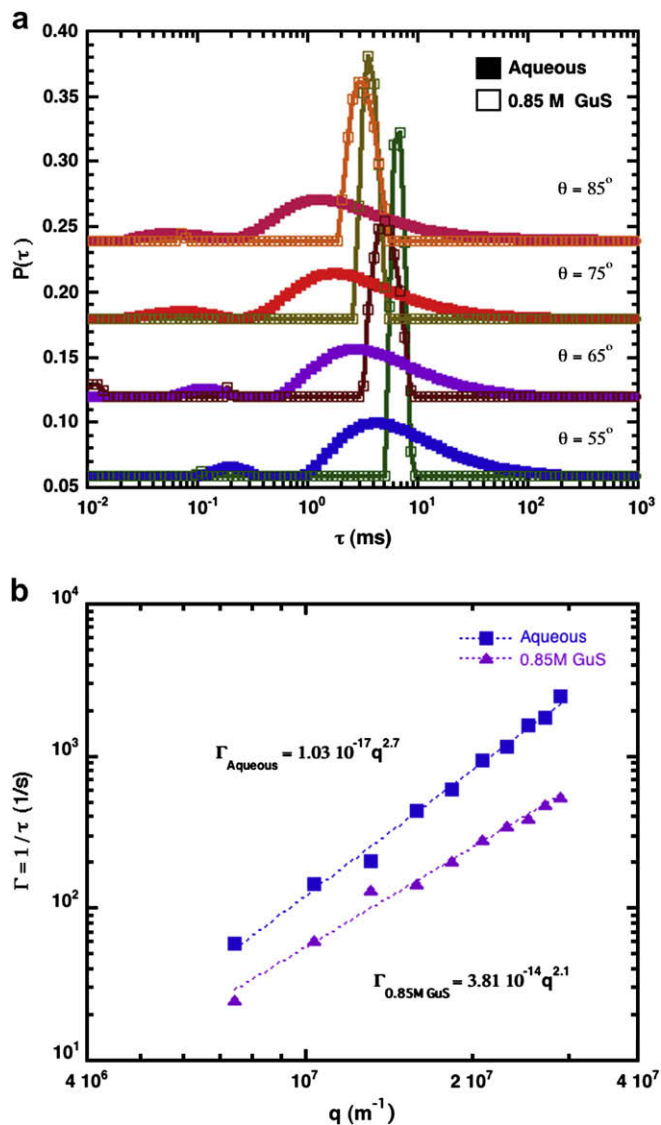 a
0.40
0.35
0.30
0.25
0.20
0.15
0.10
0.05
P(τ)
Aqueous
0.85 M GuS
θ = 85°
θ = 75°
θ = 65°
θ = 55°
10⁻² 10⁻¹ 10⁰ 10¹ 10² 10³
τ (ms)
b
10⁴
10³
10²
10¹
Γ = 1 / τ (1/s)
Aqueous
0.85M GuS
Γ_Aqueous = 1.03 10⁻¹⁷q²·⁷
Γ_0.85M GuS = 3.81 10⁻¹⁴q²·¹
4 10⁶ 10⁷ 2 10⁷ 4 10⁷
q (m⁻¹)